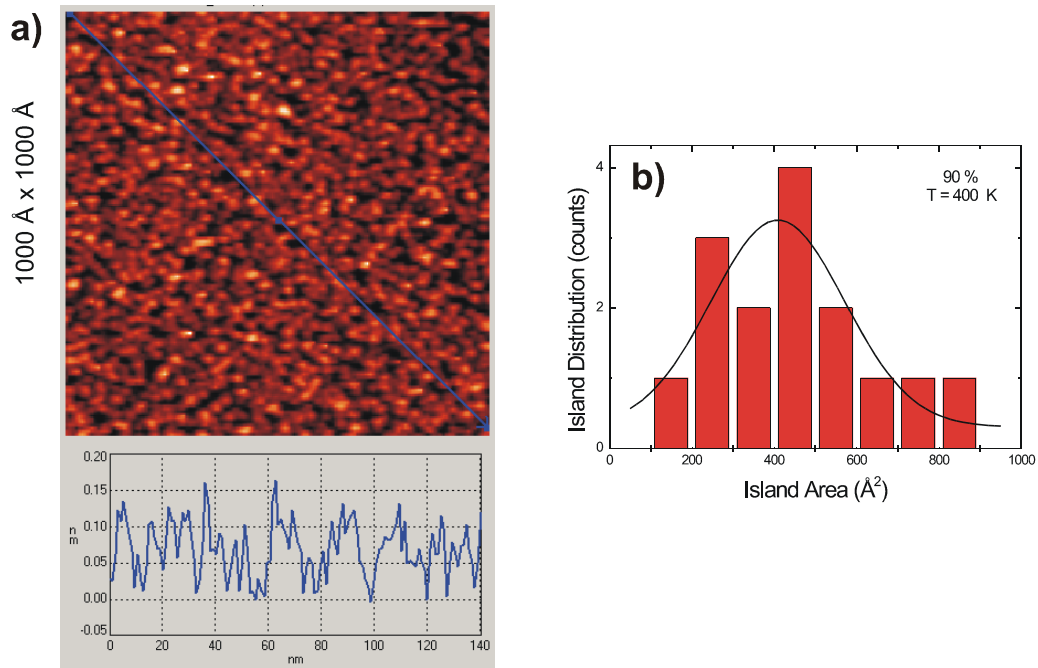 a)
1000 Å x 1000 Å
0.20
0.15
0.10
0.05
0.00
-0.05
nm
0 20 40 60 80 100 120 140
nm
b)
90 %
T = 400 K
Island Distribution (counts)
4
2
0
0 200 400 600 800 1000
Island Area (Å²)